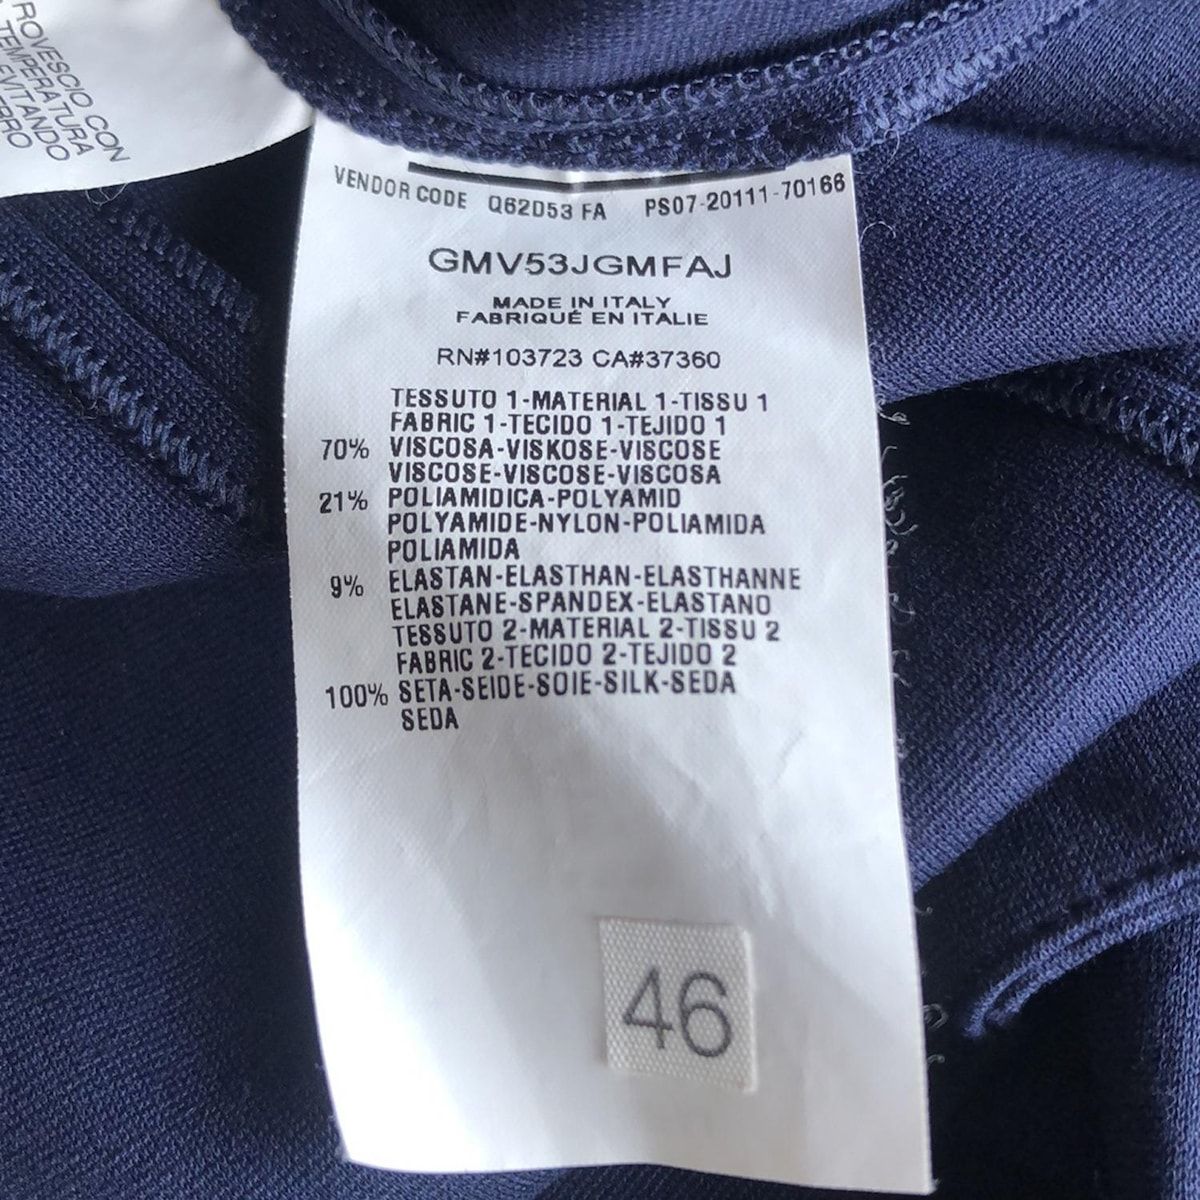 ROVESCIO CON
TEMPERATURA
EVITANDO
VENDOR CODE Q62D53 FA PS07-20111-70166
GMV53JGMFAJ
MADE IN ITALY
FABRIQUÉ EN ITALIE
RN#103723 CA#37360
TESSUTO 1-MATERIAL 1-TISSU 1
FABRIC 1-TECIDO 1-TEJIDO 1
70% VISCOSA-VISKOSE-VISCOSE
VISCOSE-VISCOSE-VISCOSA
21% POLIAMIDICA-POLYAMID
POLYAMIDE-NYLON-POLIAMIDA
POLIAMIDA
9% ELASTAN-ELASTHAN-ELASTHANNE
ELASTANE-SPANDEX-ELASTANO
TESSUTO 2-MATERIAL 2-TISSU 2
FABRIC 2-TECIDO 2-TEJIDO 2
100% SETA-SEIDE-SOIE-SILK-SEDA
SEDA
46